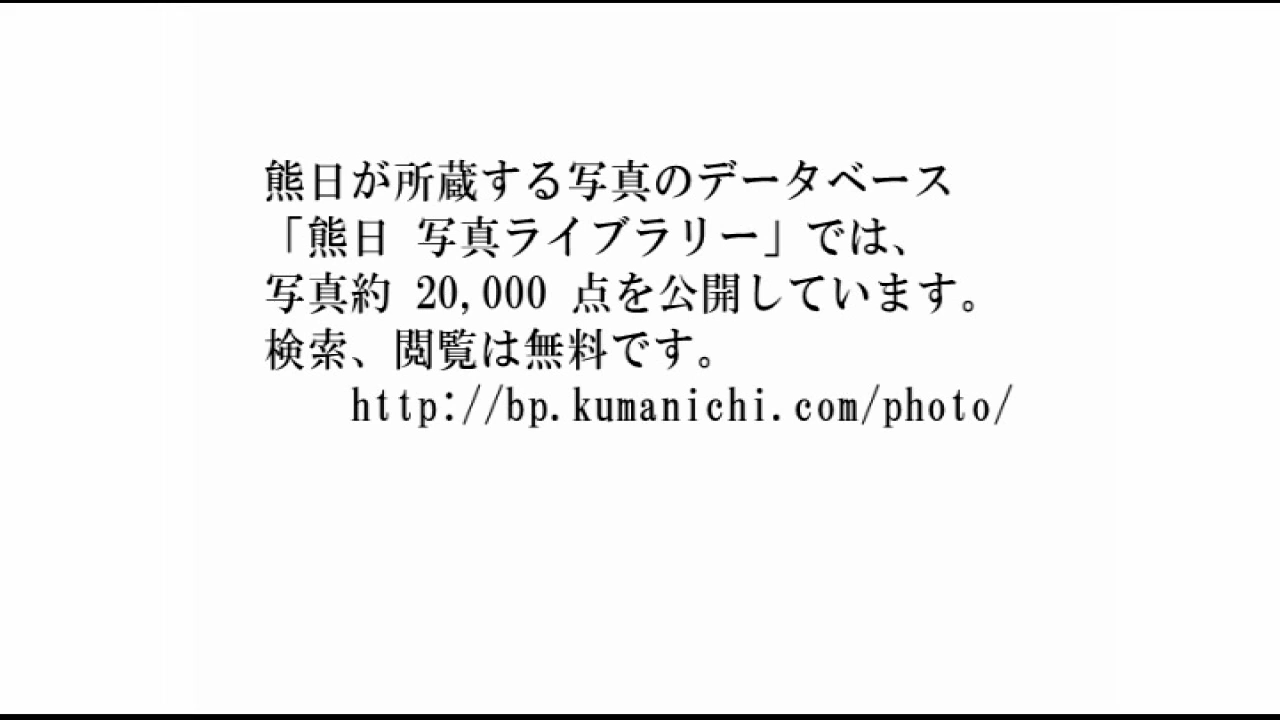 熊日が所蔵する写真のデータベース
「熊日 写真ライブラリー」では、
写真約 20,000 点を公開しています。
検索、閲覧は無料です。
http://bp.kumanichi.com/photo/